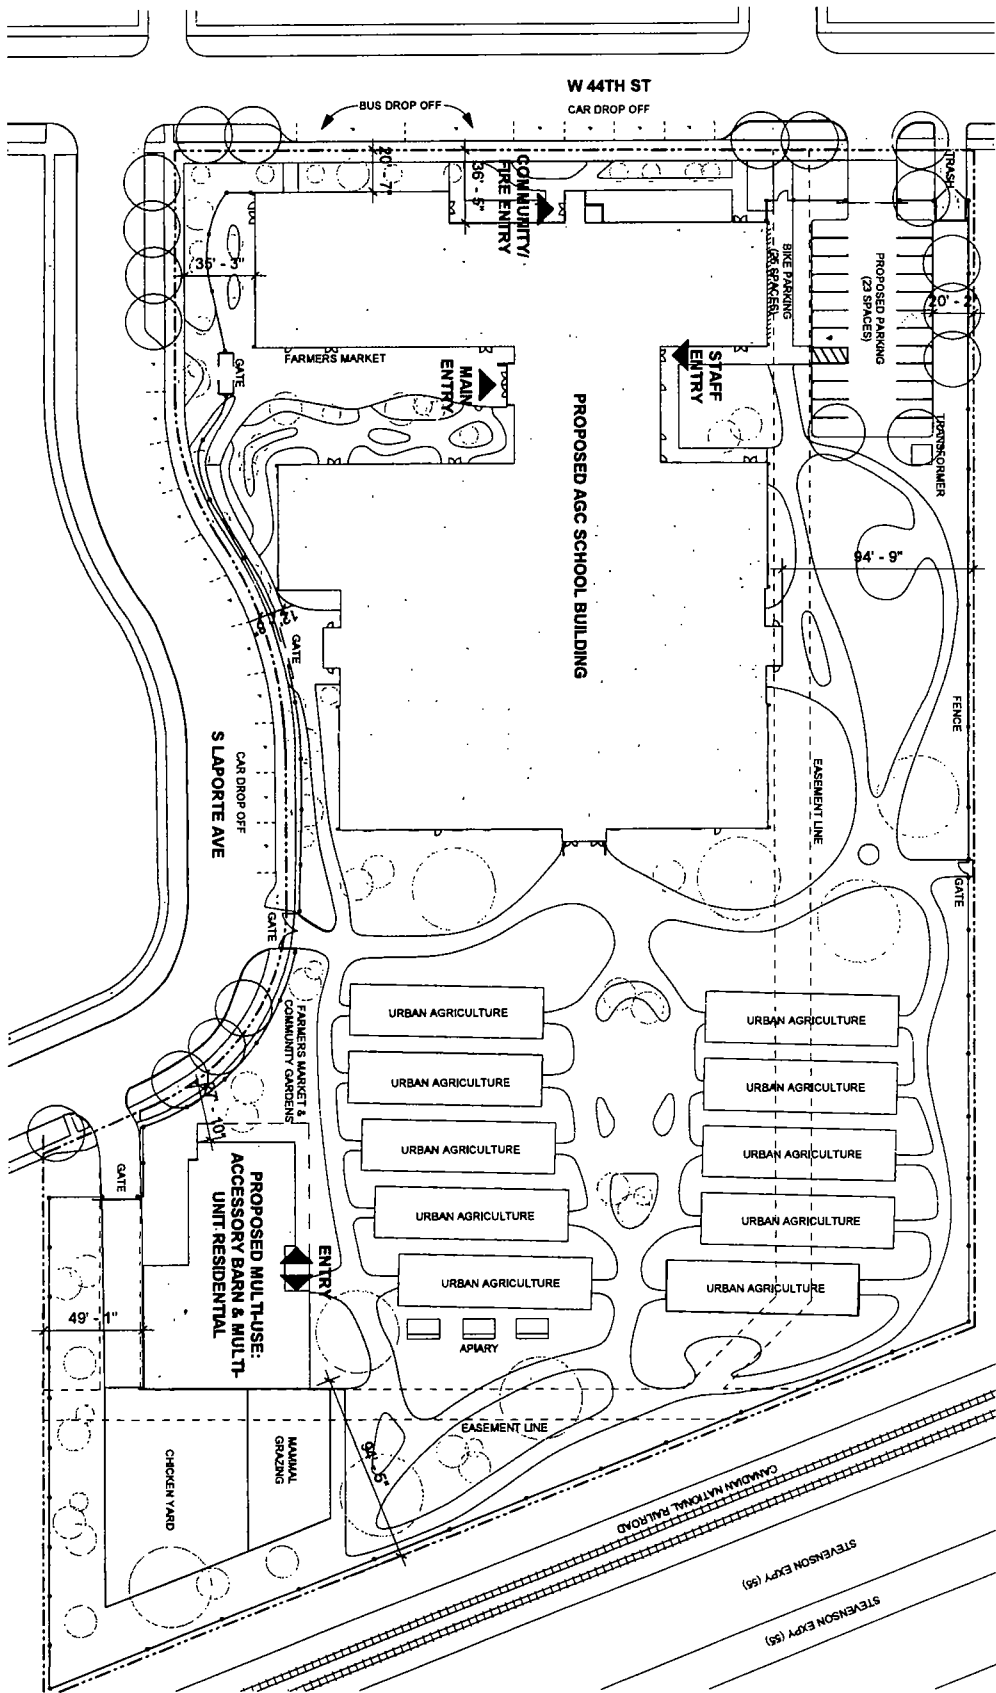 W 44TH ST
BUS DROP OFF
CAR DROP OFF
20' - 7"
36' - 5"
COMMUNITY/
FIRE ENTRY
TRASH
35' - 3"
BIKE PARKING
(25 SPACES)
PROPOSED PARKING
(23 SPACES)
20' - 2"
FARMERS MARKET
GATE
MAIN
ENTRY
STAFF
ENTRY
TRANSFORMER
PROPOSED AGC SCHOOL BUILDING
94' - 9"
GATE
FENCE
S LAPORTE AVE
CAR DROP OFF
EASEMENT LINE
GATE
GATE
FARMERS MARKET &
COMMUNITY GARDENS
URBAN AGRICULTURE
URBAN AGRICULTURE
URBAN AGRICULTURE
URBAN AGRICULTURE
URBAN AGRICULTURE
URBAN AGRICULTURE
URBAN AGRICULTURE
URBAN AGRICULTURE
URBAN AGRICULTURE
URBAN AGRICULTURE
GATE
PROPOSED MULTI-USE:
ACCESSORY BARN & MULTI-
UNIT RESIDENTIAL
ENTRY
49' - 1"
APIARY
EASEMENT LINE
94' - 5"
CHICKEN YARD
MAMMAL
GRAZING
CANADIAN NATIONAL RAILROAD
STEVENSON EXPY (55)
STEVENSON EXPY (55)